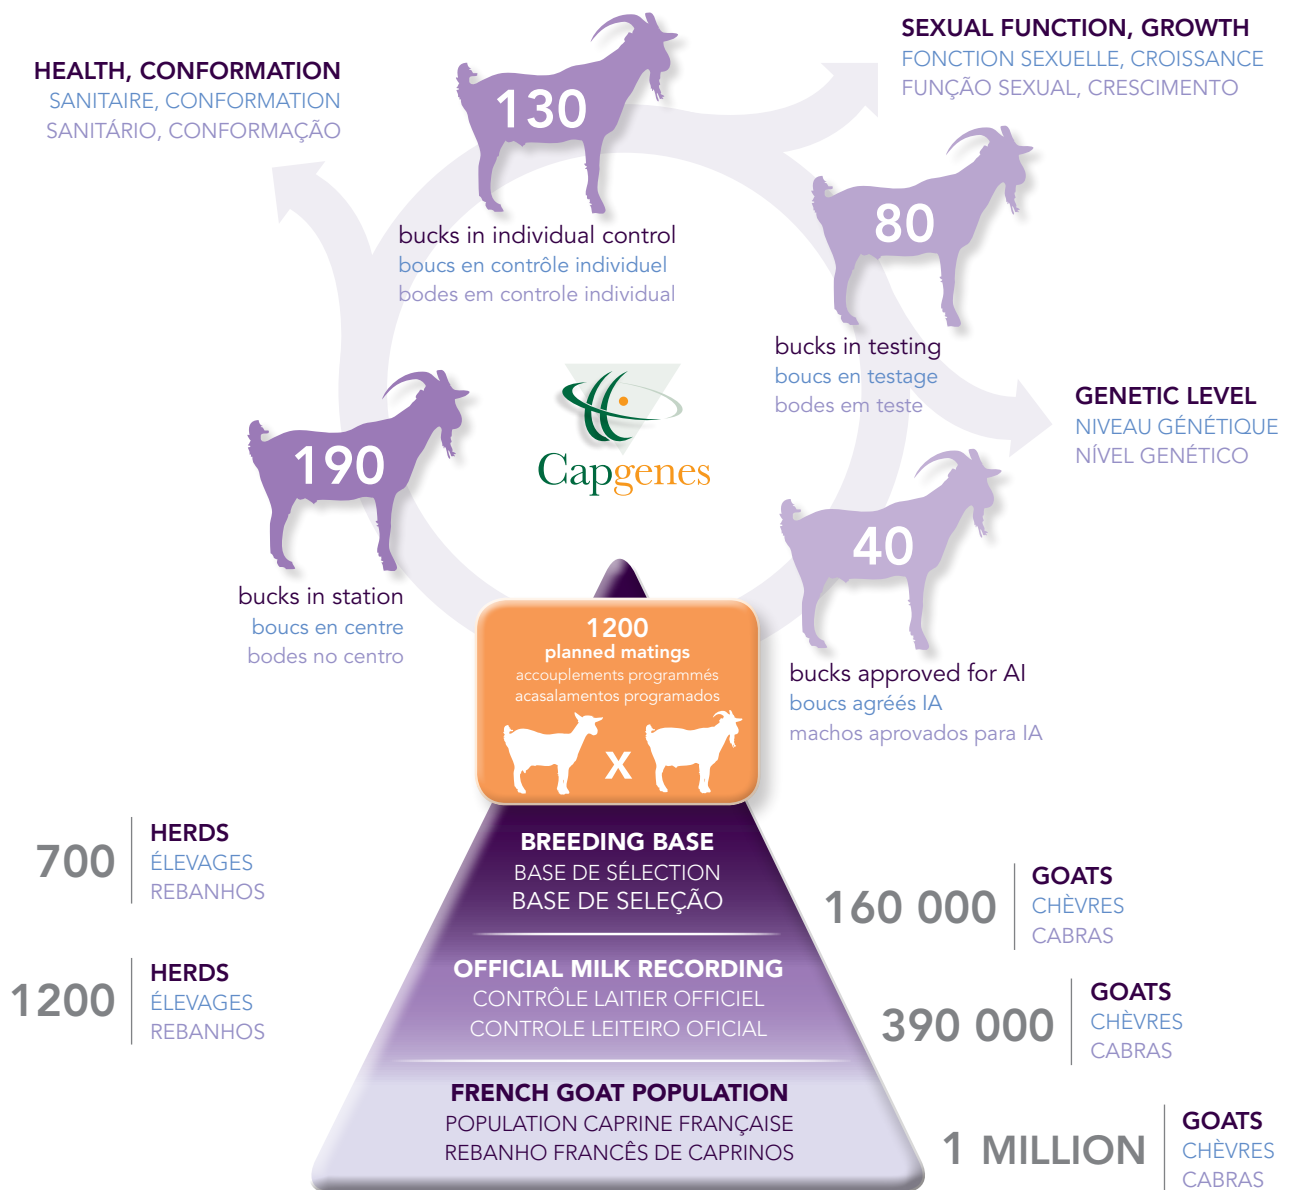 SEXUAL FUNCTION, GROWTH
FONCTION SEXUELLE, CROISSANCE
FUNÇÃO SEXUAL, CRESCIMENTO
HEALTH, CONFORMATION
SANITAIRE, CONFORMATION
SANITÁRIO, CONFORMAÇÃO
130
bucks in individual control
boucs en contrôle individuel
bodes em controle individual
80
bucks in testing
boucs en testage
bodes em teste
GENETIC LEVEL
NIVEAU GÉNÉTIQUE
NÍVEL GENÉTICO
Capgenes
190
bucks in station
boucs en centre
bodes no centro
40
bucks approved for AI
boucs agréés IA
machos aprovados para IA
1200
planned matings
accouplements programmés
acasalamentos programados
X
700
HERDS
ÉLEVAGES
REBANHOS
BREEDING BASE
BASE DE SÉLECTION
BASE DE SELEÇÃO
160 000
GOATS
CHÈVRES
CABRAS
1200
HERDS
ÉLEVAGES
REBANHOS
OFFICIAL MILK RECORDING
CONTRÔLE LAITIER OFFICIEL
CONTROLE LEITEIRO OFICIAL
390 000
GOATS
CHÈVRES
CABRAS
FRENCH GOAT POPULATION
POPULATION CAPRINE FRANÇAISE
REBANHO FRANCÊS DE CAPRINOS
1 MILLION
GOATS
CHÈVRES
CABRAS